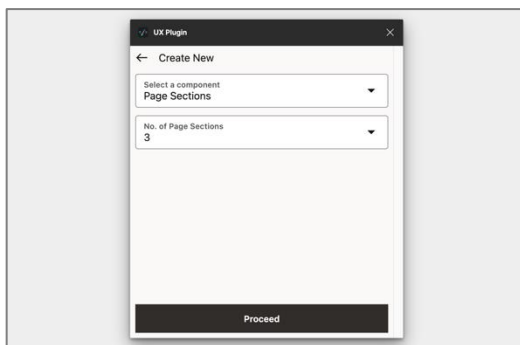 UX Plugin
Create New
Select a component
Page Sections
No. of Page Sections
3
Proceed